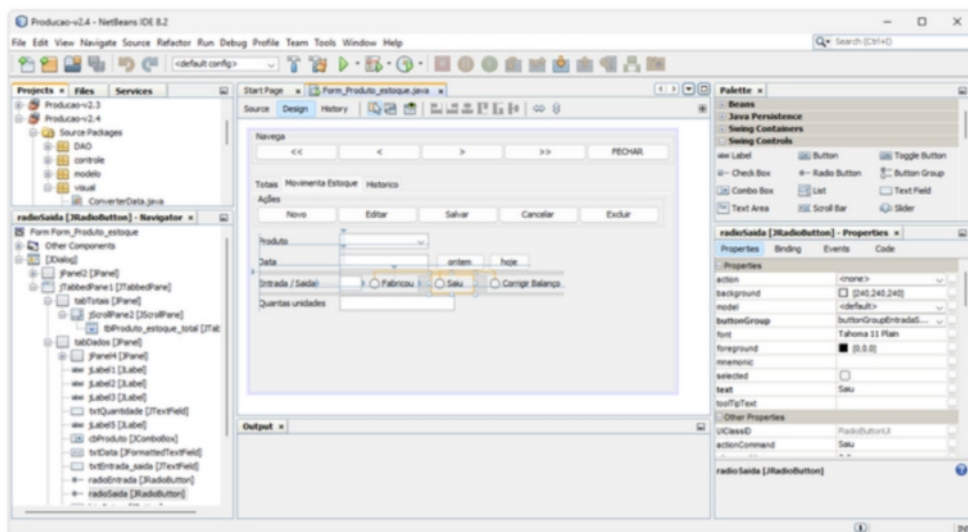 Producao-v2.4 - NetBeans IDE 8.2
File Edit View Navigate Source Refactor Run Debug Profile Team Tools Window Help
Search (Ctrl+I)
<default config>
Projects Files Services
Producao-v2.3
Producao-v2.4
Source Packages
DAO
controle
modelo
visual
ConverterData.java
radioSaida [JRadioButton] - Navigator
Form Form_Produto_estoque
Other Components
[JDialog]
jPanel2 [JPanel]
jTabbedPane1 [JTabbedPane]
tabTotais [JPanel]
jScrollPane2 [JScrollPane]
tblProduto_estoque_total [JTab
tabDados [JPanel]
jPanel4 [JPanel]
jLabel1 [JLabel]
jLabel2 [JLabel]
jLabel3 [JLabel]
txtQuantidade [JTextField]
jLabel5 [JLabel]
cbProduto [JComboBox]
txtData [JFormattedTextField]
txtEntrada_saida [JTextField]
radioEntrada [JRadioButton]
radioSaida [JRadioButton]
Start Page Form_Produto_estoque.java
Source Design History
Navega
<< < > >> FECHAR
Totais Movimenta Estoque Historico
Ações
Novo Editar Salvar Cancelar Excluir
Produto
Data ontem hoje
Entrada / Saida Fabricou Saiu Corrigir Balanço
Quantas unidades
Output
Palette
Beans
Java Persistence
Swing Containers
Swing Controls
Label Button Toggle Button
Check Box Radio Button Button Group
Combo Box List Text Field
Text Area Scroll Bar Slider
radioSaida [JRadioButton] - Properties
Properties Binding Events Code
Properties
action <none>
background [240,240,240]
model <default>
buttonGroup buttonGroupEntradaS...
font Tahoma 11 Plain
foreground [0,0,0]
mnemonic
selected
text Saiu
toolTipText
Other Properties
UIClassID RadioButtonUI
actionCommand Saiu
radioSaida [JRadioButton]